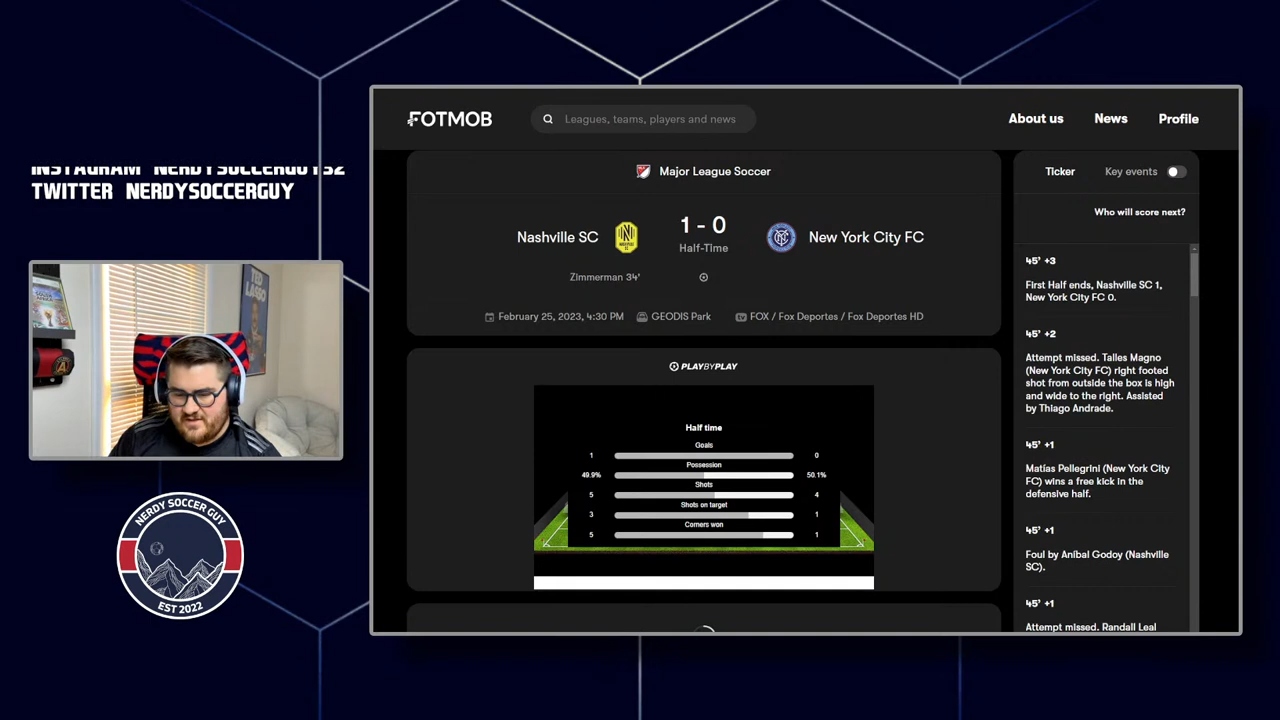 INSTAGRAM NERDYSOCCERGUY32
TWITTER NERDYSOCCERGUY
TED LASSO
NERDY SOCCER GUY
EST 2022
FOTMOB
Leagues, teams, players and news
About us
News
Profile
Major League Soccer
Nashville SC
1 - 0
New York City FC
Half-Time
Zimmerman 34'
February 25, 2023, 4:30 PM
GEODIS Park
FOX / Fox Deportes / Fox Deportes HD
PLAYBYPLAY
Half time
Goals
1 0
Possession
49.9% 50.1%
Shots
5 4
Shots on target
3 1
Corners won
5 1
Ticker
Key events
Who will score next?
45' +3
First Half ends, Nashville SC 1,
New York City FC 0.
45' +2
Attempt missed. Talles Magno
(New York City FC) right footed
shot from outside the box is high
and wide to the right. Assisted
by Thiago Andrade.
45' +1
Matías Pellegrini (New York City
FC) wins a free kick in the
defensive half.
45' +1
Foul by Aníbal Godoy (Nashville
SC).
45' +1
Attempt missed. Randall Leal